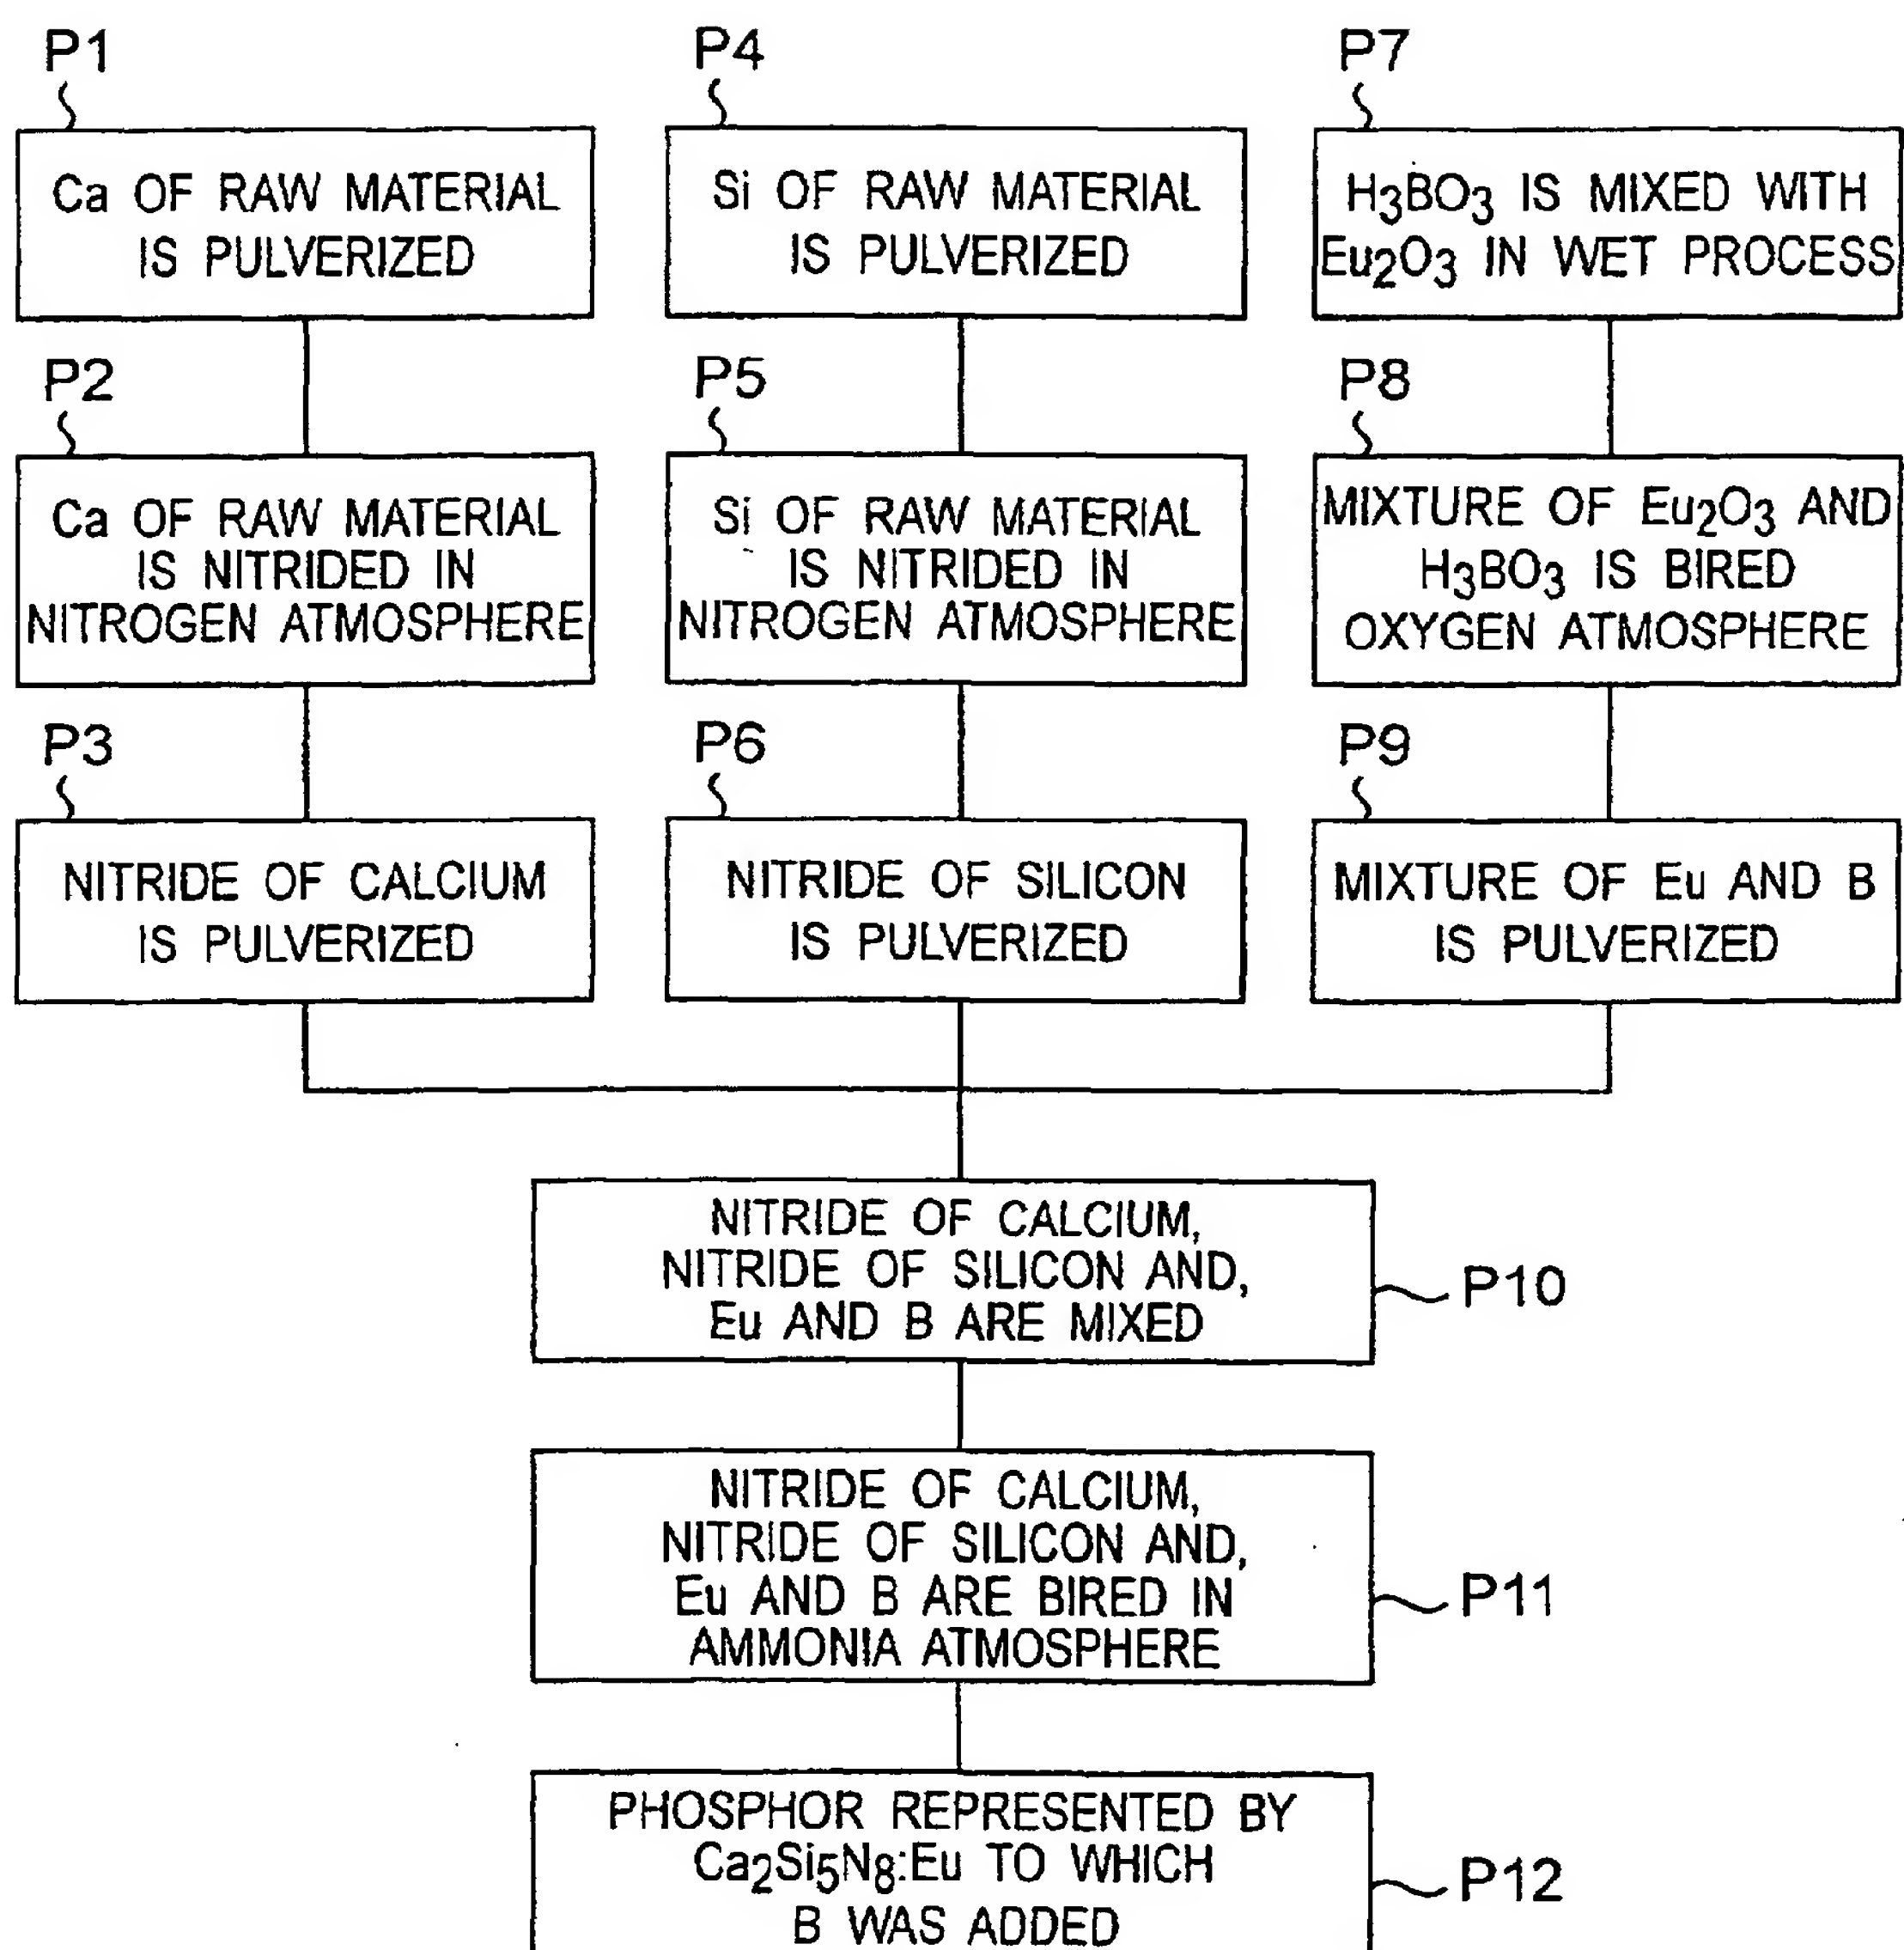 P1
Ca OF RAW MATERIAL
IS PULVERIZED
P2
Ca OF RAW MATERIAL
IS NITRIDED IN
NITROGEN ATMOSPHERE
P3
NITRIDE OF CALCIUM
IS PULVERIZED
P4
Si OF RAW MATERIAL
IS PULVERIZED
P5
Si OF RAW MATERIAL
IS NITRIDED IN
NITROGEN ATMOSPHERE
P6
NITRIDE OF SILICON
IS PULVERIZED
P7
H3BO3 IS MIXED WITH
Eu2O3 IN WET PROCESS
P8
MIXTURE OF Eu2O3 AND
H3BO3 IS BIRED
OXYGEN ATMOSPHERE
P9
MIXTURE OF Eu AND B
IS PULVERIZED
NITRIDE OF CALCIUM,
NITRIDE OF SILICON AND,
Eu AND B ARE MIXED
P10
NITRIDE OF CALCIUM,
NITRIDE OF SILICON AND,
Eu AND B ARE BIRED IN
AMMONIA ATMOSPHERE
P11
PHOSPHOR REPRESENTED BY
Ca2Si5N8:Eu TO WHICH
B WAS ADDED
P12